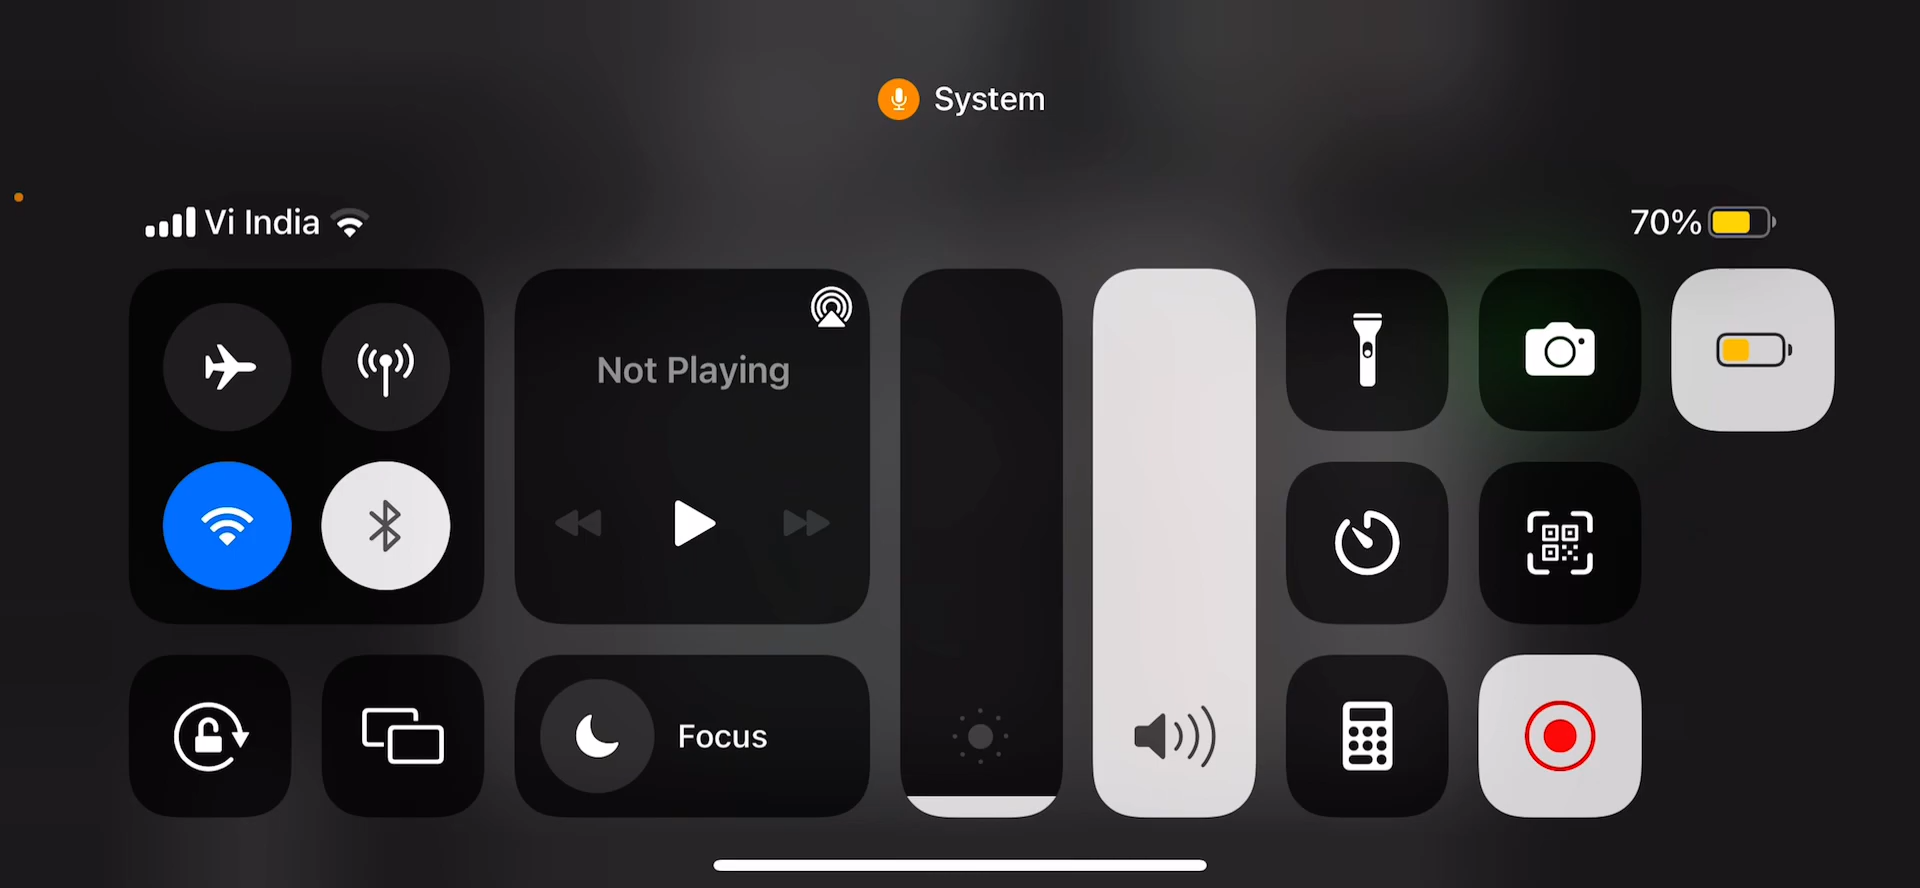 System
Vi India
70%
Not Playing
Focus